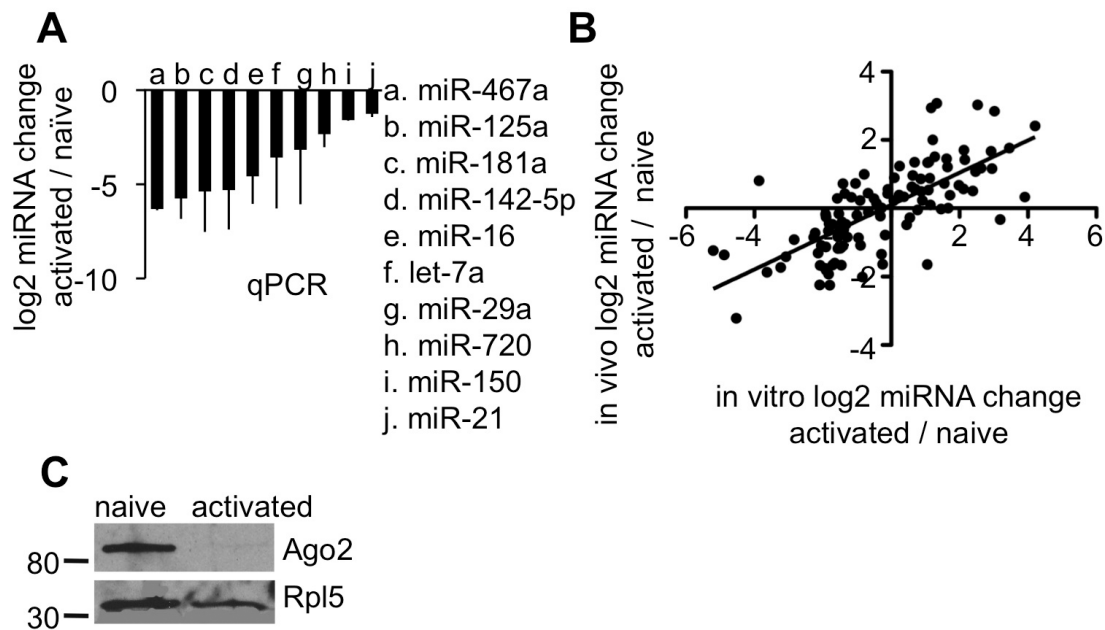 A
log2 miRNA change
activated / naïve
0
-5
-10
a b c d e f g h i j
qPCR
a. miR-467a
b. miR-125a
c. miR-181a
d. miR-142-5p
e. miR-16
f. let-7a
g. miR-29a
h. miR-720
i. miR-150
j. miR-21
B
in vivo log2 miRNA change
activated / naive
4
2
-2
-4
-6 -4 -2 2 4 6
in vitro log2 miRNA change
activated / naive
C
naive activated
80
Ago2
30
Rpl5